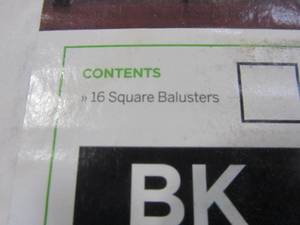 CONTENTS
» 16 Square Balusters
BK